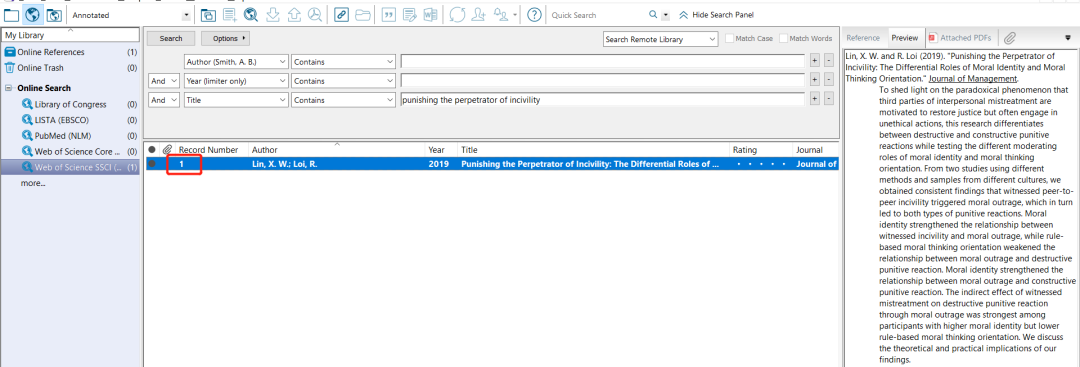 Annotated
Quick Search
Hide Search Panel
My Library
Online References (1)
Online Trash (0)
Online Search
Library of Congress (0)
LISTA (EBSCO) (0)
PubMed (NLM) (0)
Web of Science Core ... (0)
Web of Science SSCI (... (1)
more...
Search Options
Search Remote Library Match Case Match Words
Author (Smith, A. B.) Contains + -
And Year (limiter only) Contains + -
And Title Contains punishing the perpetrator of incivility + -
Record Number Author Year Title Rating Journal
1 Lin, X. W.; Loi, R. 2019 Punishing the Perpetrator of Incivility: The Differential Roles of ... Journal of
Reference Preview Attached PDFs
Lin, X. W. and R. Loi (2019). "Punishing the Perpetrator of
Incivility: The Differential Roles of Moral Identity and Moral
Thinking Orientation." Journal of Management.
To shed light on the paradoxical phenomenon that
third parties of interpersonal mistreatment are
motivated to restore justice but often engage in
unethical actions, this research differentiates
between destructive and constructive punitive
reactions while testing the different moderating
roles of moral identity and moral thinking
orientation. From two studies using different
methods and samples from different cultures, we
obtained consistent findings that witnessed peer-to-
peer incivility triggered moral outrage, which in turn
led to both types of punitive reactions. Moral
identity strengthened the relationship between
witnessed incivility and moral outrage, while rule-
based moral thinking orientation weakened the
relationship between moral outrage and destructive
punitive reaction. Moral identity strengthened the
relationship between moral outrage and constructive
punitive reaction. The indirect effect of witnessed
mistreatment on destructive punitive reaction
through moral outrage was strongest among
participants with higher moral identity but lower
rule-based moral thinking orientation. We discuss
the theoretical and practical implications of our
findings.